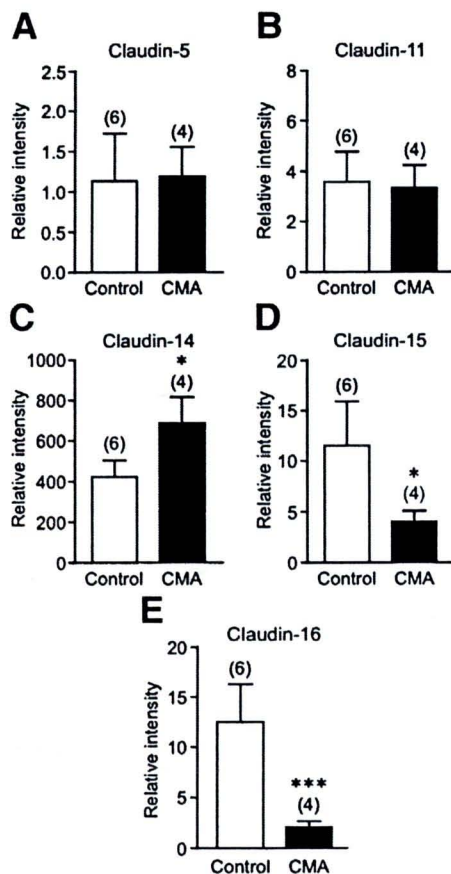 A
Claudin-5
Relative intensity
2.5
2.0
1.5
1.0
0.5
0.0
(6)
(4)
Control
CMA
B
Claudin-11
Relative intensity
8
6
4
2
0
(6)
(4)
Control
CMA
C
Claudin-14
Relative intensity
1000
800
600
400
200
0
(6)
*
(4)
Control
CMA
D
Claudin-15
Relative intensity
20
15
10
5
0
(6)
*
(4)
Control
CMA
E
Claudin-16
Relative intensity
20
15
10
5
0
(6)
***
(4)
Control
CMA